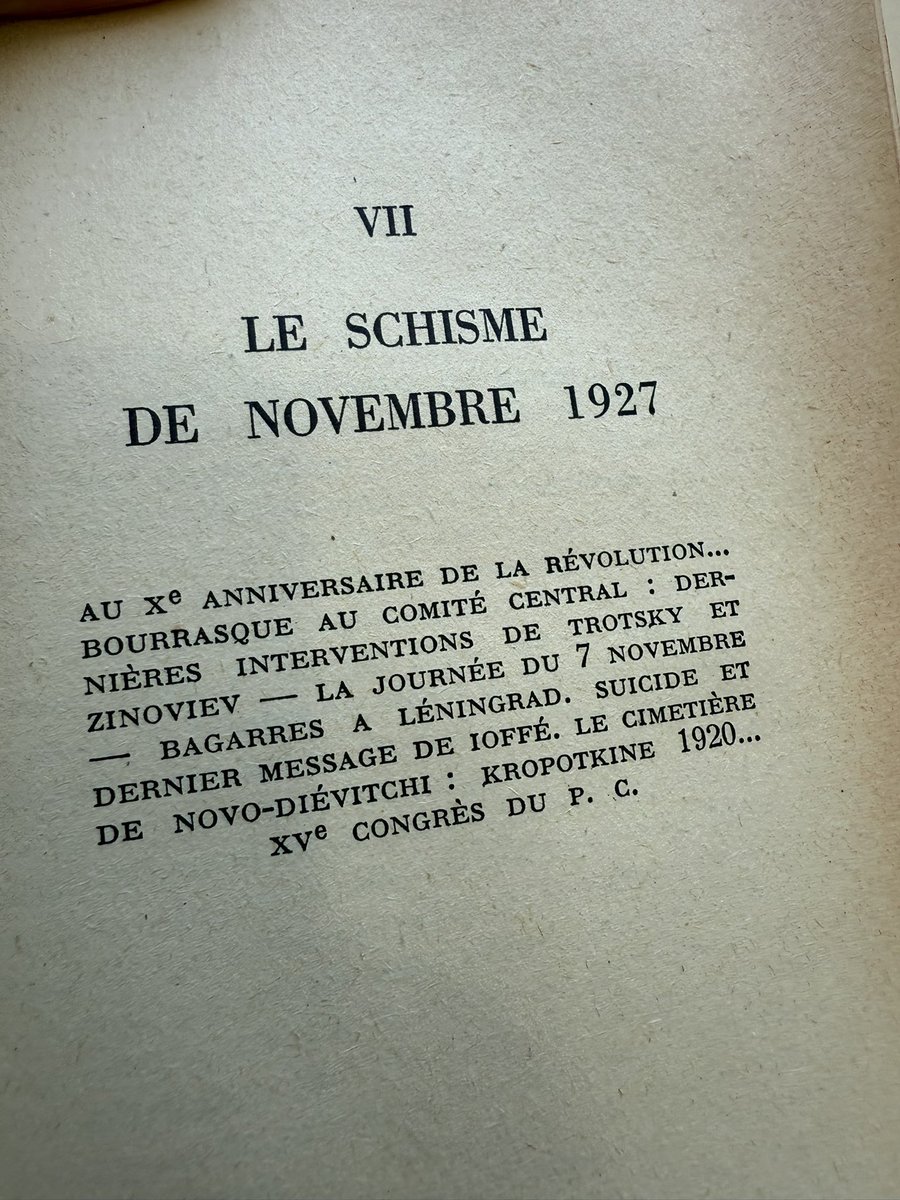 VII
LE SCHISME
DE NOVEMBRE 1927
AU Xe ANNIVERSAIRE DE LA RÉVOLUTION...
BOURRASQUE AU COMITÉ CENTRAL : DER-
NIÈRES INTERVENTIONS DE TROTSKY ET
ZINOVIEV — LA JOURNÉE DU 7 NOVEMBRE
— BAGARRES A LÉNINGRAD. SUICIDE ET
DERNIER MESSAGE DE IOFFÉ. LE CIMETIÈRE
DE NOVO-DIÉVITCHI : KROPOTKINE 1920...
XVe CONGRÈS DU P. C.